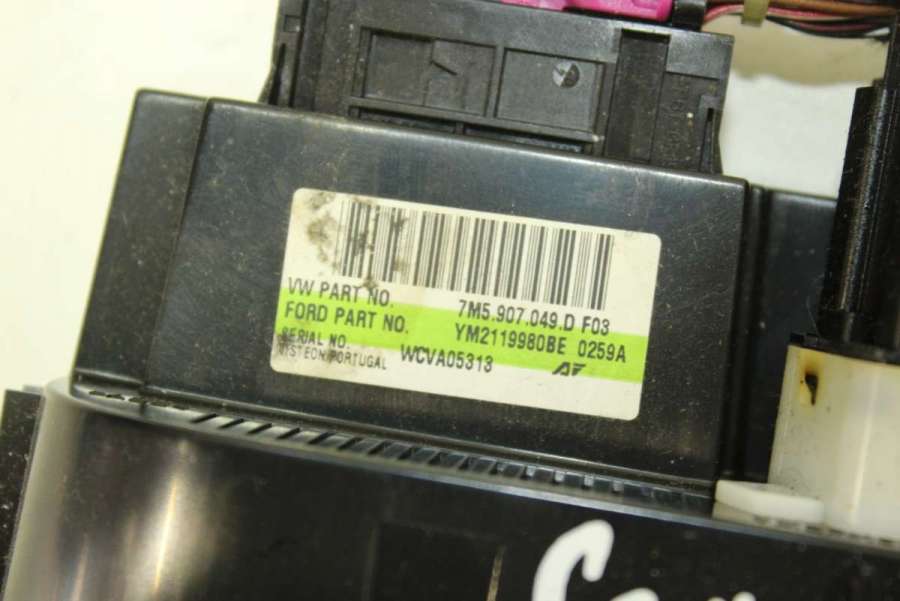 VW PART NO. 7M5.907.049.D F03
FORD PART NO. YM2119980BE 0259A
SERIAL NO. WCVA05313
VISTEON, PORTUGAL